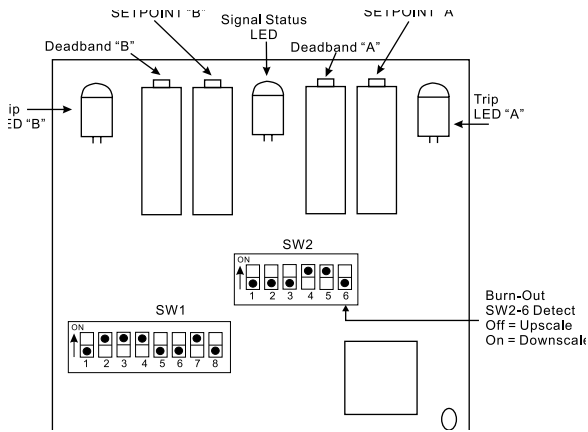 SETPOINT "B"
Signal Status
LED
SETPOINT "A"
Deadband "B"
Deadband "A"
"B"
Trip
LED "A"
SW2
ON
1 2 3 4 5 6
Burn-Out
SW2-6 Detect
Off = Upscale
On = Downscale
SW1
ON
1 2 3 4 5 6 7 8